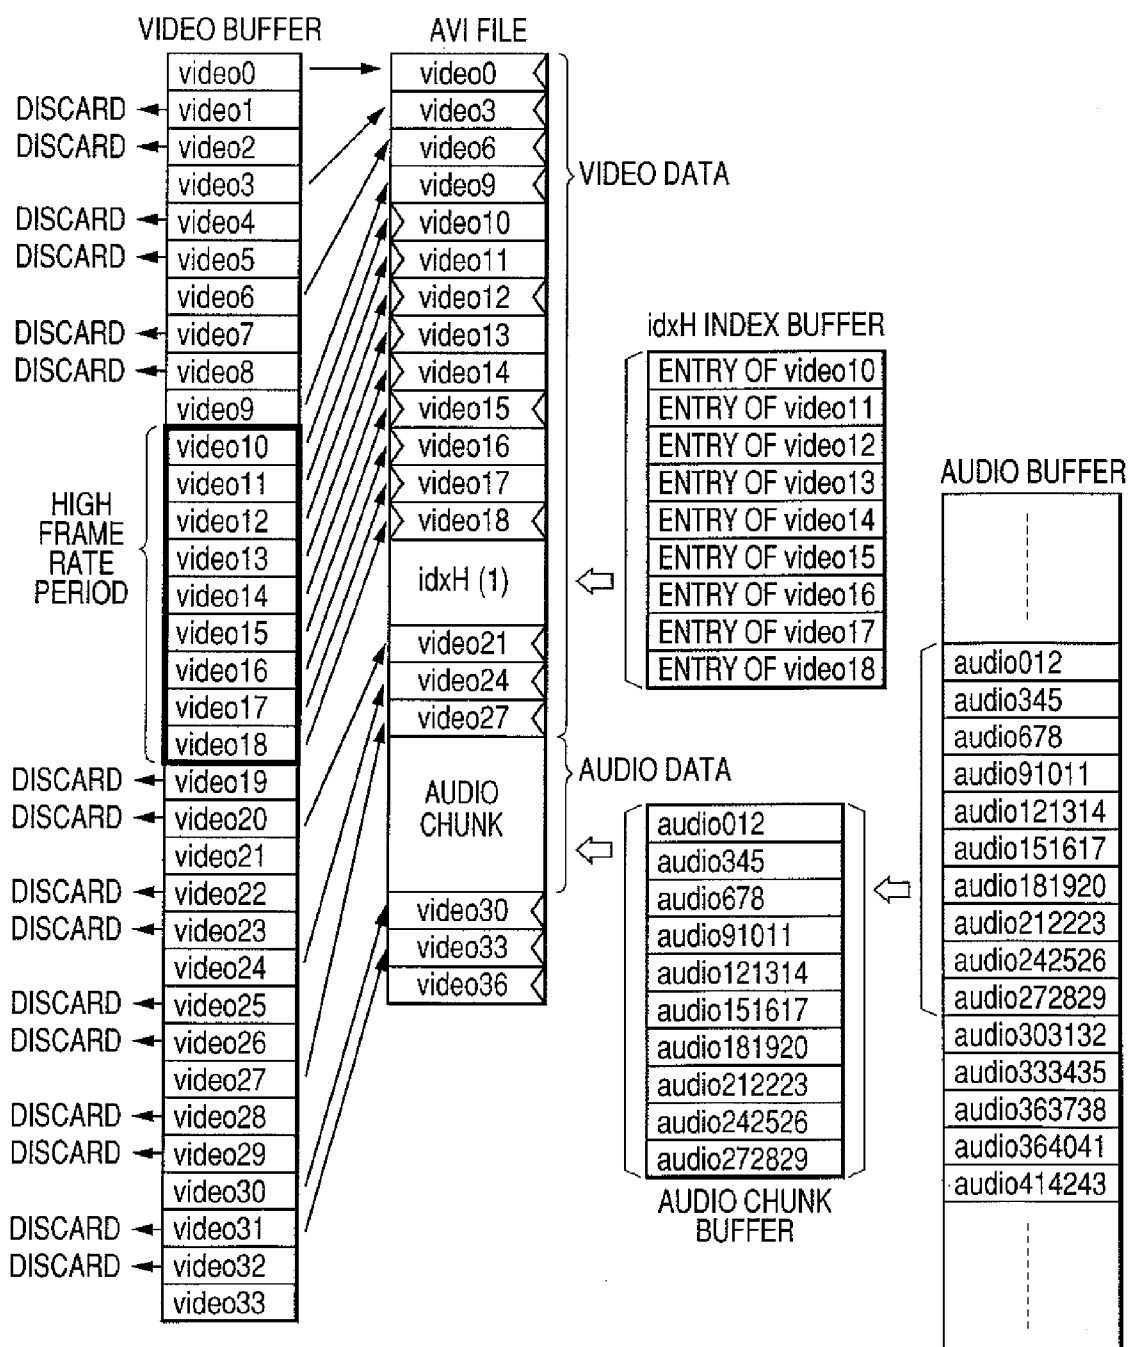 VIDEO BUFFER
video0
DISCARD video1
DISCARD video2
video3
DISCARD video4
DISCARD video5
video6
DISCARD video7
DISCARD video8
video9
HIGH
FRAME
RATE
PERIOD
video10
video11
video12
video13
video14
video15
video16
video17
video18
DISCARD video19
DISCARD video20
video21
DISCARD video22
DISCARD video23
video24
DISCARD video25
DISCARD video26
video27
DISCARD video28
DISCARD video29
video30
DISCARD video31
DISCARD video32
video33
AVI FILE
video0
video3
video6
video9
video10
video11
video12
video13
video14
video15
video16
video17
video18
idxH (1)
video21
video24
video27
AUDIO
CHUNK
video30
video33
video36
VIDEO DATA
AUDIO DATA
idxH INDEX BUFFER
ENTRY OF video10
ENTRY OF video11
ENTRY OF video12
ENTRY OF video13
ENTRY OF video14
ENTRY OF video15
ENTRY OF video16
ENTRY OF video17
ENTRY OF video18
audio012
audio345
audio678
audio91011
audio121314
audio151617
audio181920
audio212223
audio242526
audio272829
AUDIO CHUNK
BUFFER
AUDIO BUFFER
audio012
audio345
audio678
audio91011
audio121314
audio151617
audio181920
audio212223
audio242526
audio272829
audio303132
audio333435
audio363738
audio364041
audio414243